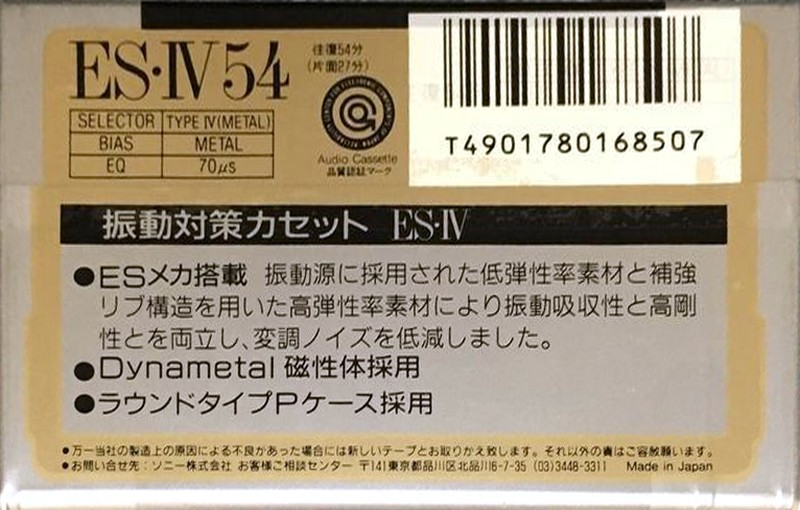 ES·IV 54
往復54分
(片面27分)
SELECTOR TYPE IV(METAL)
BIAS METAL
EQ 70μs
Audio Cassette
品質認証マーク
T4901780168507
振動対策カセット ES·IV
●ESメカ搭載 振動源に採用された低弾性率素材と補強
リブ構造を用いた高弾性率素材により振動吸収性と高剛
性とを両立し、変調ノイズを低減しました。
●Dynametal 磁性体採用
●ラウンドタイプPケース採用
●万一当社の製造上の原因による不良があった場合には新しいテープとお取りかえ致します。それ以外の責はご容赦願います。
●お問い合せ先：ソニー株式会社 お客様ご相談センター 〒141東京都品川区北品川6-7-35 (03)3448-3311 Made in Japan